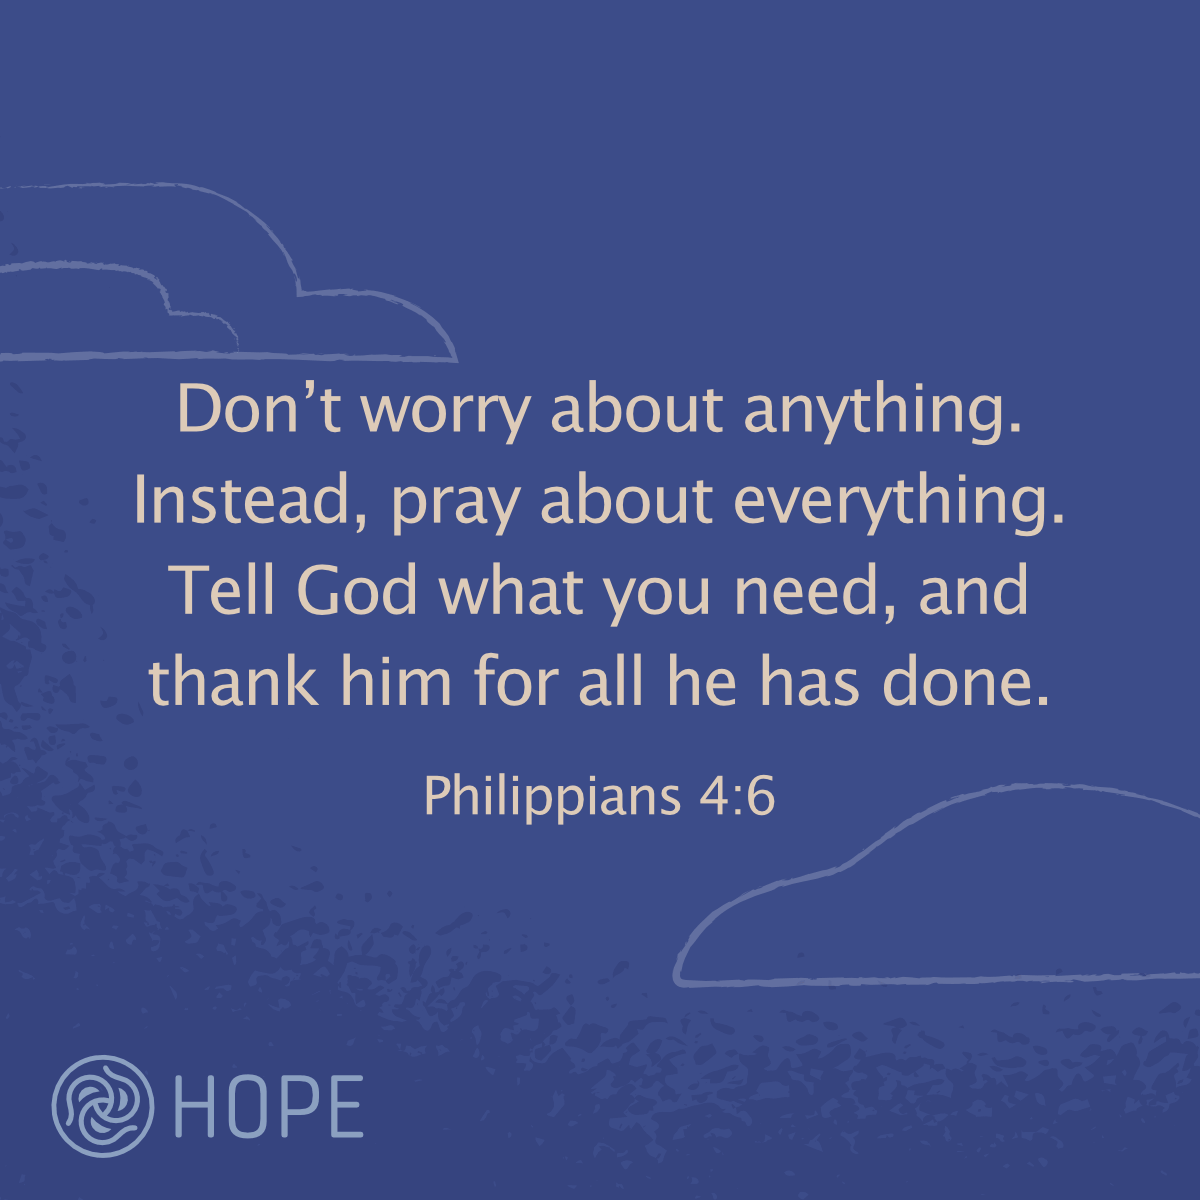 Don’t worry about anything.
Instead, pray about everything.
Tell God what you need, and
thank him for all he has done.
Philippians 4:6
HOPE